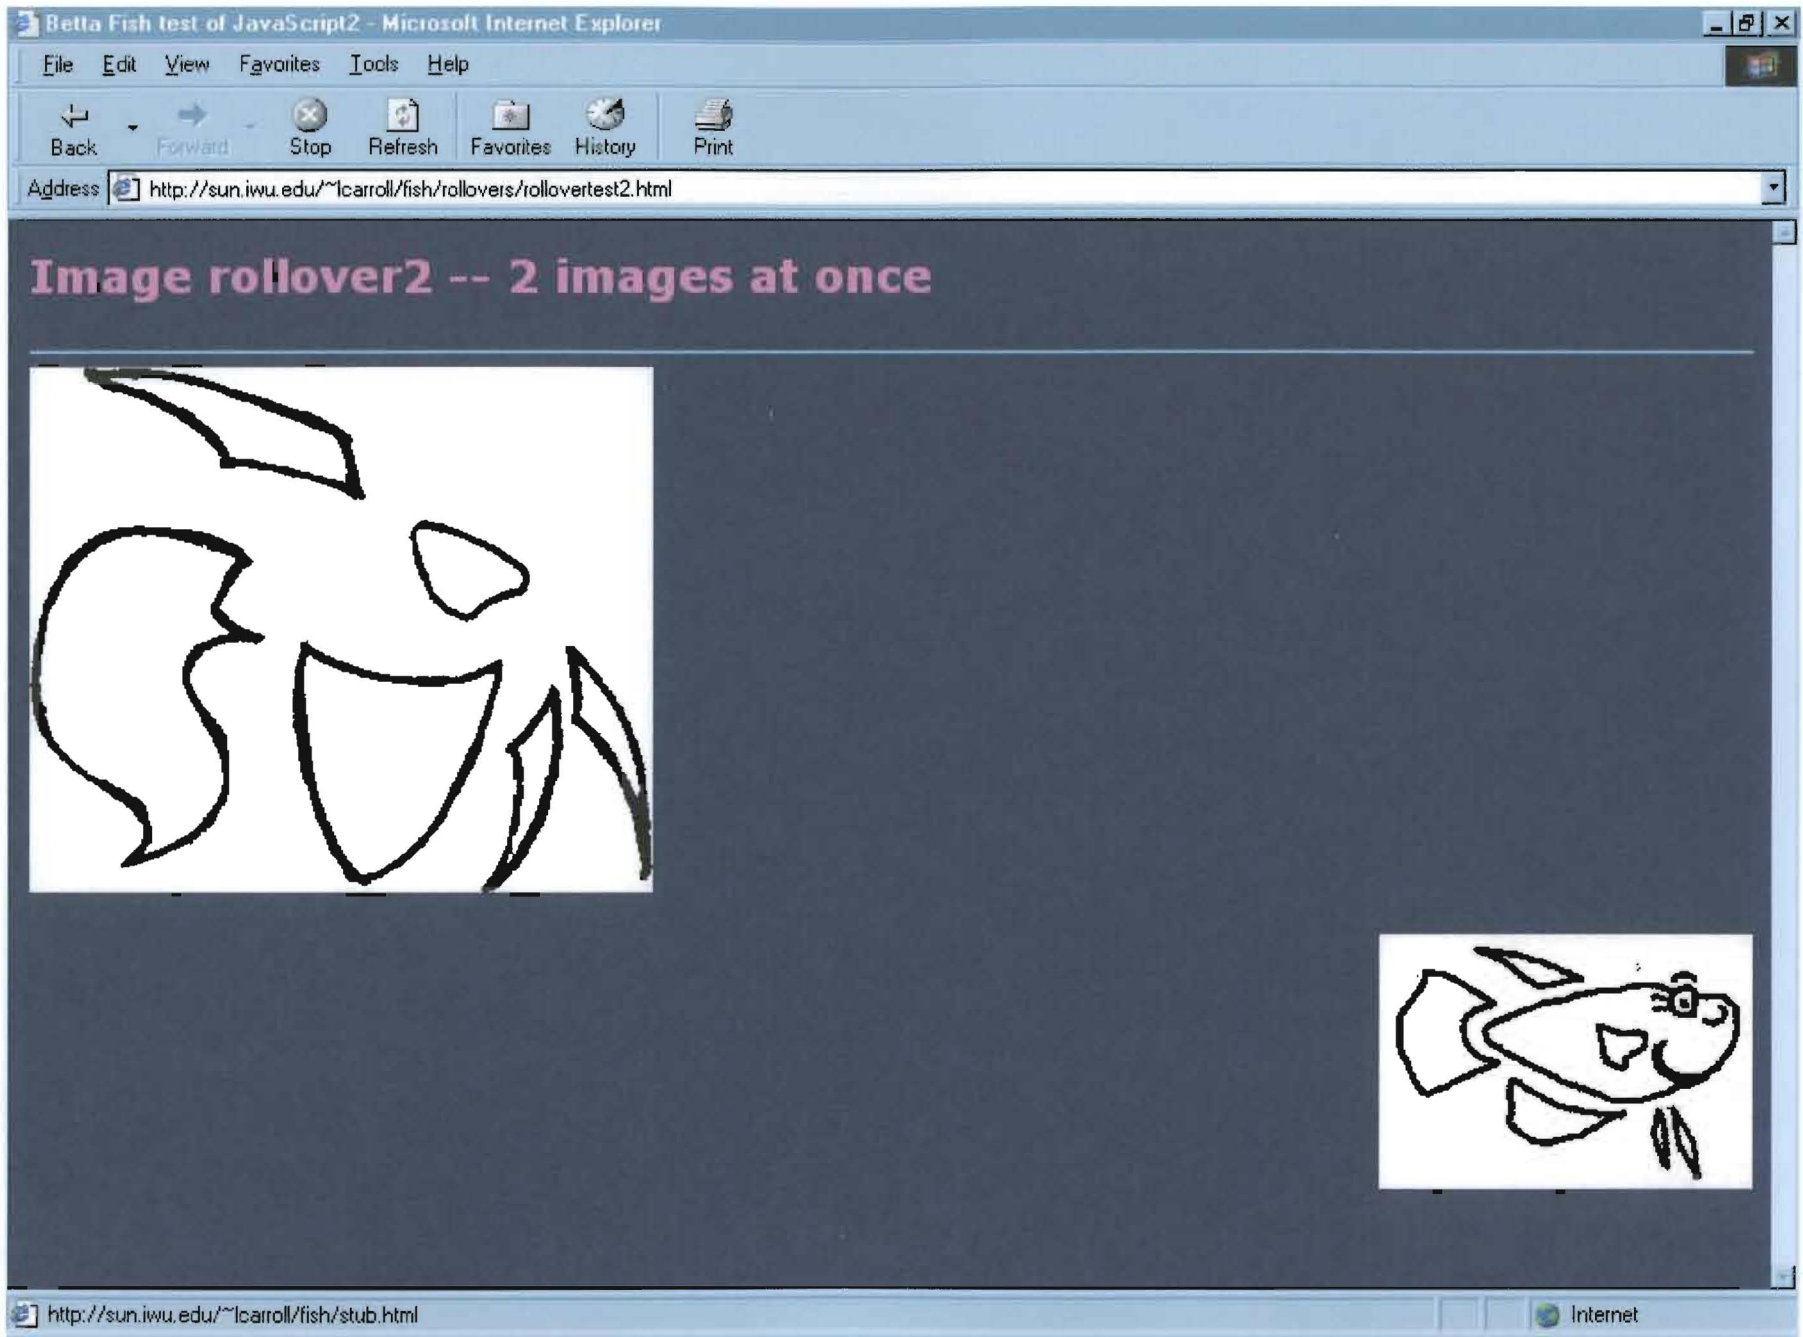 Betta Fish test of JavaScript2 - Microsoft Internet Explorer
File Edit View Favorites Tools Help
Back Forward Stop Refresh Favorites History Print
Address http://sun.iwu.edu/~lcarroll/fish/rollovers/rollovertest2.html
Image rollover2 -- 2 images at once
http://sun.iwu.edu/~lcarroll/fish/stub.html Internet